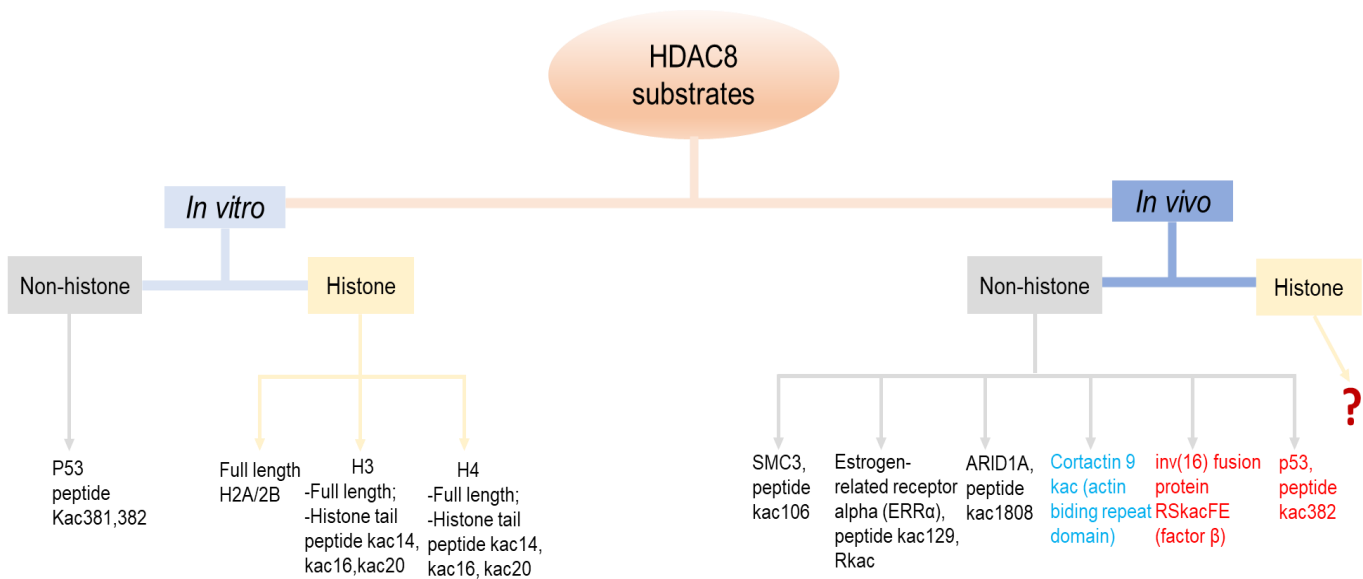 HDAC8
substrates
In vitro
In vivo
Non-histone
Histone
Non-histone
Histone
?
P53
peptide
Kac381,382
Full length
H2A/2B
H3
-Full length;
-Histone tail
peptide kac14,
kac16,kac20
H4
-Full length;
-Histone tail
peptide kac14,
kac16, kac20
SMC3,
peptide
kac106
Estrogen-
related receptor
alpha (ERRα),
peptide kac129,
Rkac
ARID1A,
peptide
kac1808
Cortactin 9
kac (actin
biding repeat
domain)
inv(16) fusion
protein
RSkacFE
(factor β)
p53,
peptide
kac382